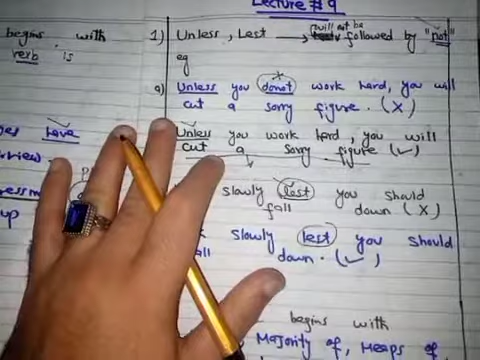 Lecture # 9
begins with
verb is
have
up
1) Unless, Lest → will not be followed by "not"
eg
a) Unless you donot work hard, you will
cut a sorry figure. (X)
Unless you work hard, you will
cut a sorry figure (✓)
slowly lest you should
fall down (X)
slowly lest you should
down. (✓)
begins with
Majority of, Heaps of